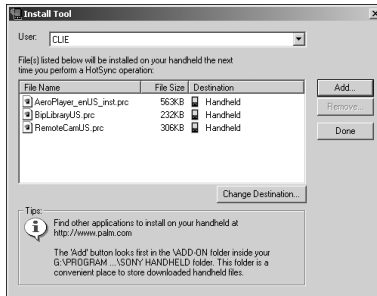 Install Tool
User: CLIE
File(s) listed below will be installed on your handheld the next
time you perform a HotSync operation:
File Name File Size Destination
AeroPlayer_enUS_inst.prc 563KB Handheld
BipLibraryUS.prc 232KB Handheld
RemoteCamUS.prc 306KB Handheld
Add...
Remove...
Done
Change Destination...
Tips:
Find other applications to install on your handheld at
http://www.palm.com
The 'Add' button looks first in the \ADD-ON folder inside your
G:\PROGRAM ...\SONY HANDHELD folder. This folder is a
convenient place to store downloaded handheld files.